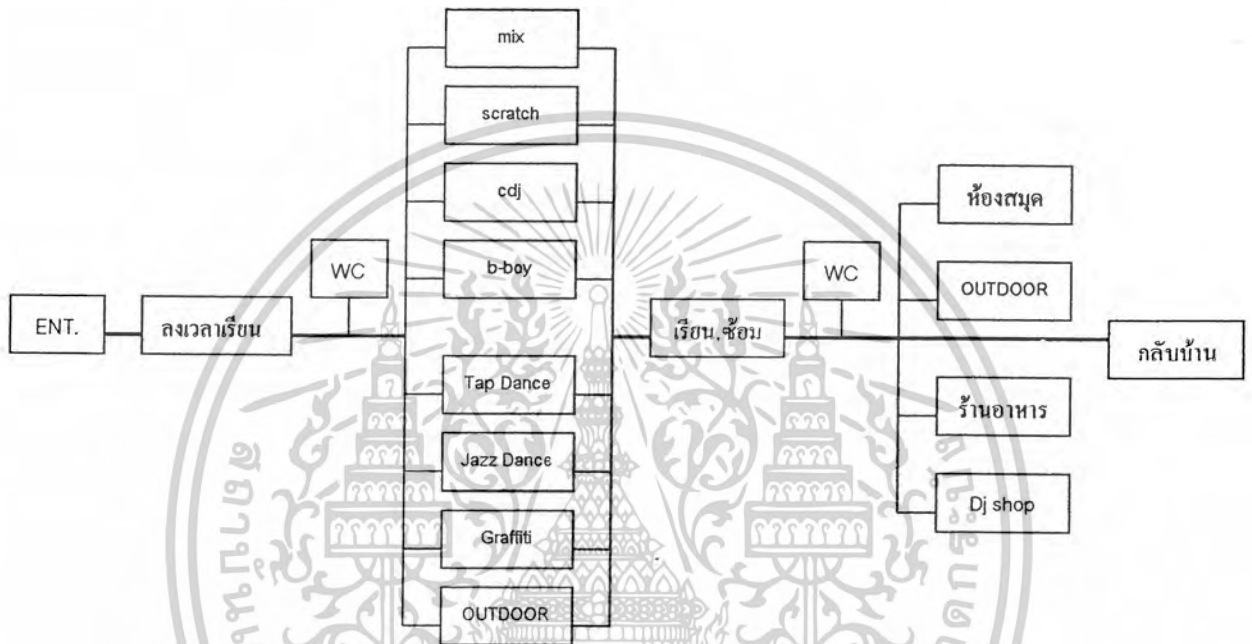 mix
scratch
cdj
b-boy
Tap Dance
Jazz Dance
Graffiti
OUTDOOR
ENT.
ลงเวลาเรียน
WC
เรียน,ซ้อม
WC
ห้องสมุด
OUTDOOR
ร้านอาหาร
Dj shop
กลับบ้าน